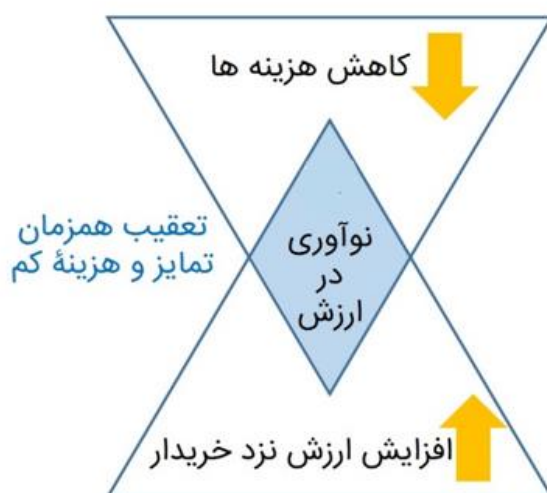 کاهش هزینه ها
نوآوری
در
ارزش
تعقیب همزمان
تمایز و هزینهٔ کم
افزایش ارزش نزد خریدار